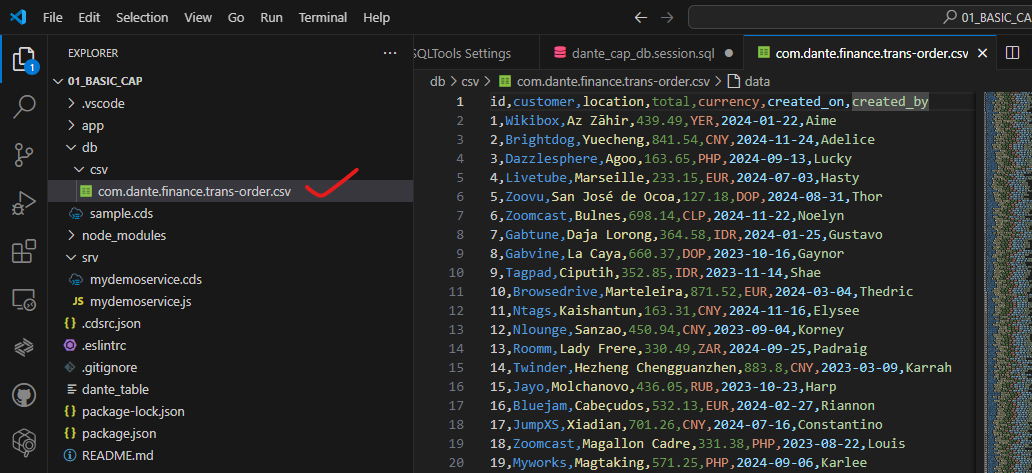 File Edit Selection View Go Run Terminal Help
01_BASIC_CA
EXPLORER
SQLTools Settings
dante_cap_db.session.sql
com.dante.finance.trans-order.csv
db > csv > com.dante.finance.trans-order.csv > data
1
01_BASIC_CAP
.vscode
app
db
csv
com.dante.finance.trans-order.csv
sample.cds
node_modules
srv
mydemoservice.cds
JS mydemoservice.js
{} .cdsrc.json
.eslintrc
.gitignore
dante_table
{} package-lock.json
{} package.json
README.md
1 id,customer,location,total,currency,created_on,created_by
2 1,Wikibox,Az Zāhir,439.49,YER,2024-01-22,Aime
3 2,Brightdog,Yuecheng,841.54,CNY,2024-11-24,Adelice
4 3,Dazzlesphere,Agoo,163.65,PHP,2024-09-13,Lucky
5 4,Livetube,Marseille,233.15,EUR,2024-07-03,Hasty
6 5,Zoovu,San José de Ocoa,127.18,DOP,2024-08-31,Thor
7 6,Zoomcast,Bulnes,698.14,CLP,2024-11-22,Noelyn
8 7,Gabtune,Daja Lorong,364.58,IDR,2024-01-25,Gustavo
9 8,Gabvine,La Caya,660.37,DOP,2023-10-16,Gaynor
10 9,Tagpad,Ciputih,352.85,IDR,2023-11-14,Shae
11 10,Browsedrive,Marteleira,871.52,EUR,2024-03-04,Thedric
12 11,Ntags,Kaishantun,163.31,CNY,2024-11-16,Elysee
13 12,Nlounge,Sanzao,450.94,CNY,2023-09-04,Korney
14 13,Roomm,Lady Frere,330.49,ZAR,2024-09-25,Padraig
15 14,Twinder,Hezheng Chengguanzhen,883.8,CNY,2023-03-09,Karrah
16 15,Jayo,Molchanovo,436.05,RUB,2023-10-23,Harp
17 16,Bluejam,Cabeçudos,532.13,EUR,2024-02-27,Riannon
18 17,JumpXS,Xiadian,701.26,CNY,2024-07-16,Constantino
19 18,Zoomcast,Magallon Cadre,331.38,PHP,2023-08-22,Louis
20 19,Myworks,Magtaking,571.25,PHP,2024-09-06,Karlee